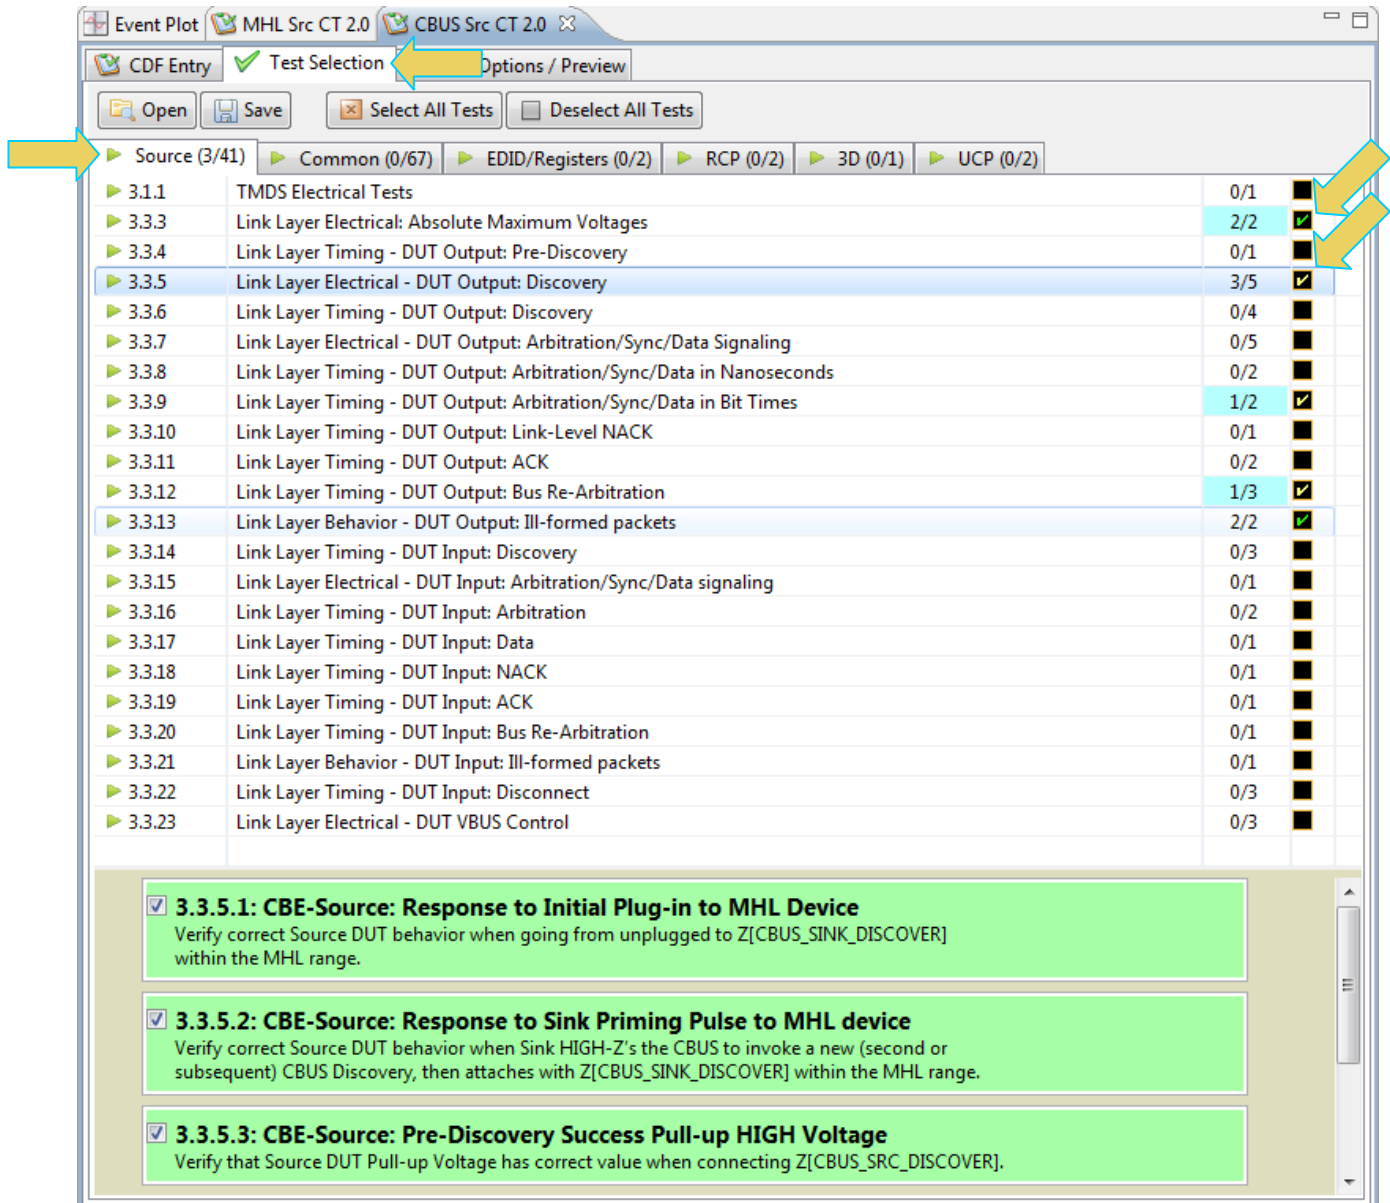 Event Plot MHL Src CT 2.0 CBUS Src CT 2.0
CDF Entry Test Selection Options / Preview
Open Save Select All Tests Deselect All Tests
Source (3/41) Common (0/67) EDID/Registers (0/2) RCP (0/2) 3D (0/1) UCP (0/2)
3.1.1 TMDS Electrical Tests 0/1
3.3.3 Link Layer Electrical: Absolute Maximum Voltages 2/2
3.3.4 Link Layer Timing - DUT Output: Pre-Discovery 0/1
3.3.5 Link Layer Electrical - DUT Output: Discovery 3/5
3.3.6 Link Layer Timing - DUT Output: Discovery 0/4
3.3.7 Link Layer Electrical - DUT Output: Arbitration/Sync/Data Signaling 0/5
3.3.8 Link Layer Timing - DUT Output: Arbitration/Sync/Data in Nanoseconds 0/2
3.3.9 Link Layer Timing - DUT Output: Arbitration/Sync/Data in Bit Times 1/2
3.3.10 Link Layer Timing - DUT Output: Link-Level NACK 0/1
3.3.11 Link Layer Timing - DUT Output: ACK 0/2
3.3.12 Link Layer Timing - DUT Output: Bus Re-Arbitration 1/3
3.3.13 Link Layer Behavior - DUT Output: Ill-formed packets 2/2
3.3.14 Link Layer Timing - DUT Input: Discovery 0/3
3.3.15 Link Layer Electrical - DUT Input: Arbitration/Sync/Data signaling 0/1
3.3.16 Link Layer Timing - DUT Input: Arbitration 0/2
3.3.17 Link Layer Timing - DUT Input: Data 0/1
3.3.18 Link Layer Timing - DUT Input: NACK 0/1
3.3.19 Link Layer Timing - DUT Input: ACK 0/1
3.3.20 Link Layer Timing - DUT Input: Bus Re-Arbitration 0/1
3.3.21 Link Layer Behavior - DUT Input: Ill-formed packets 0/1
3.3.22 Link Layer Timing - DUT Input: Disconnect 0/3
3.3.23 Link Layer Electrical - DUT VBUS Control 0/3
3.3.5.1: CBE-Source: Response to Initial Plug-in to MHL Device
Verify correct Source DUT behavior when going from unplugged to Z[CBUS_SINK_DISCOVER]
within the MHL range.
3.3.5.2: CBE-Source: Response to Sink Priming Pulse to MHL device
Verify correct Source DUT behavior when Sink HIGH-Z's the CBUS to invoke a new (second or
subsequent) CBUS Discovery, then attaches with Z[CBUS_SINK_DISCOVER] within the MHL range.
3.3.5.3: CBE-Source: Pre-Discovery Success Pull-up HIGH Voltage
Verify that Source DUT Pull-up Voltage has correct value when connecting Z[CBUS_SRC_DISCOVER].